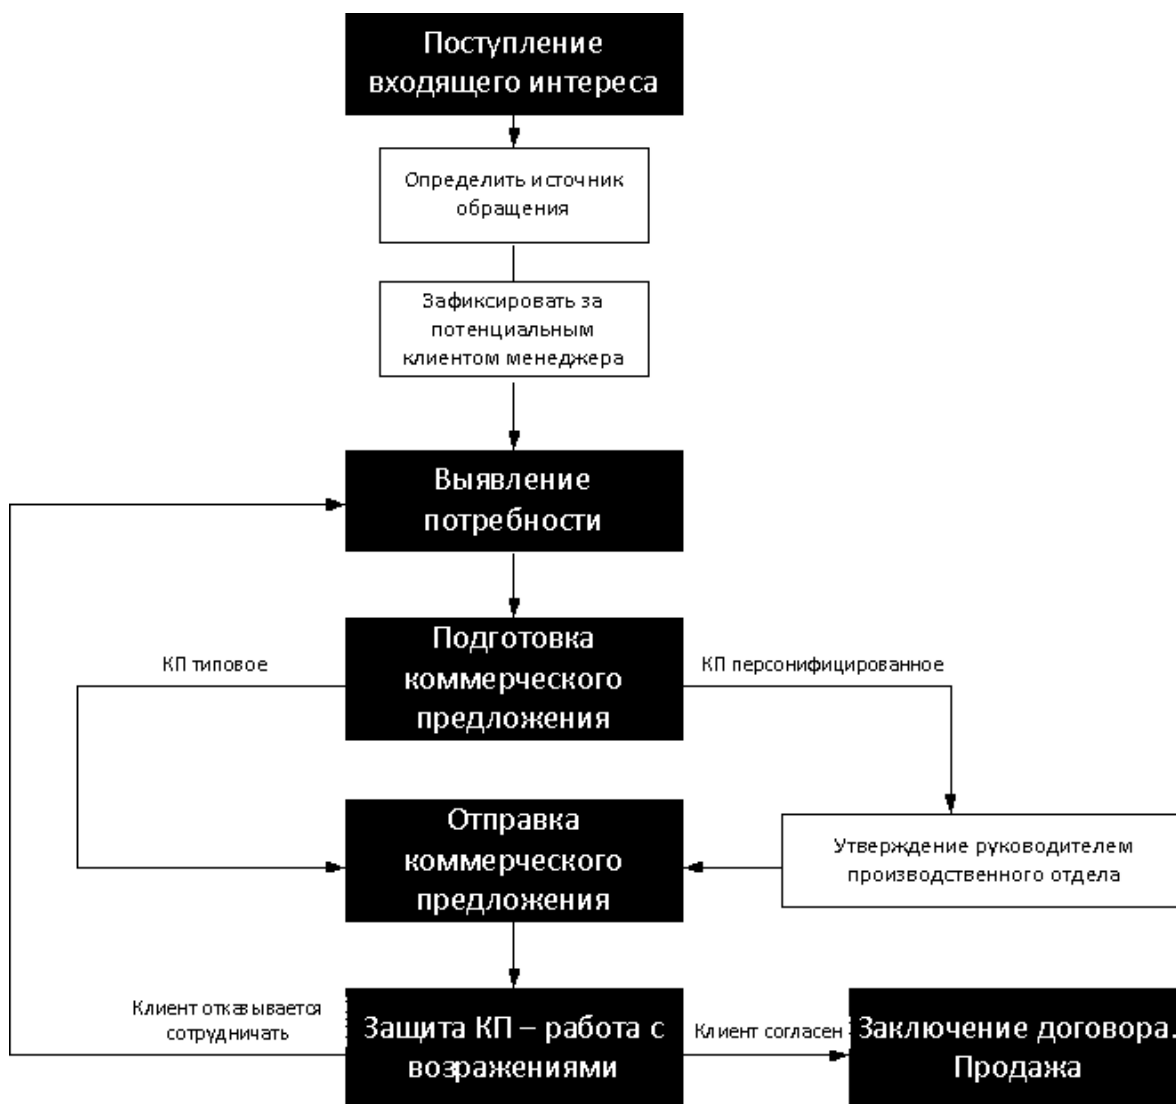 Поступление
входящего интереса
Определить источник
обращения
Зафиксировать за
потенциальным
клиентом менеджера
Выявление
потребности
Подготовка
коммерческого
предложения
КП типовое
КП персонифицированное
Отправка
коммерческого
предложения
Утверждение руководителем
производственного отдела
Клиент отказывается
сотрудничать
Защита КП – работа с
возражениями
Клиент согласен
Заключение договора.
Продажа